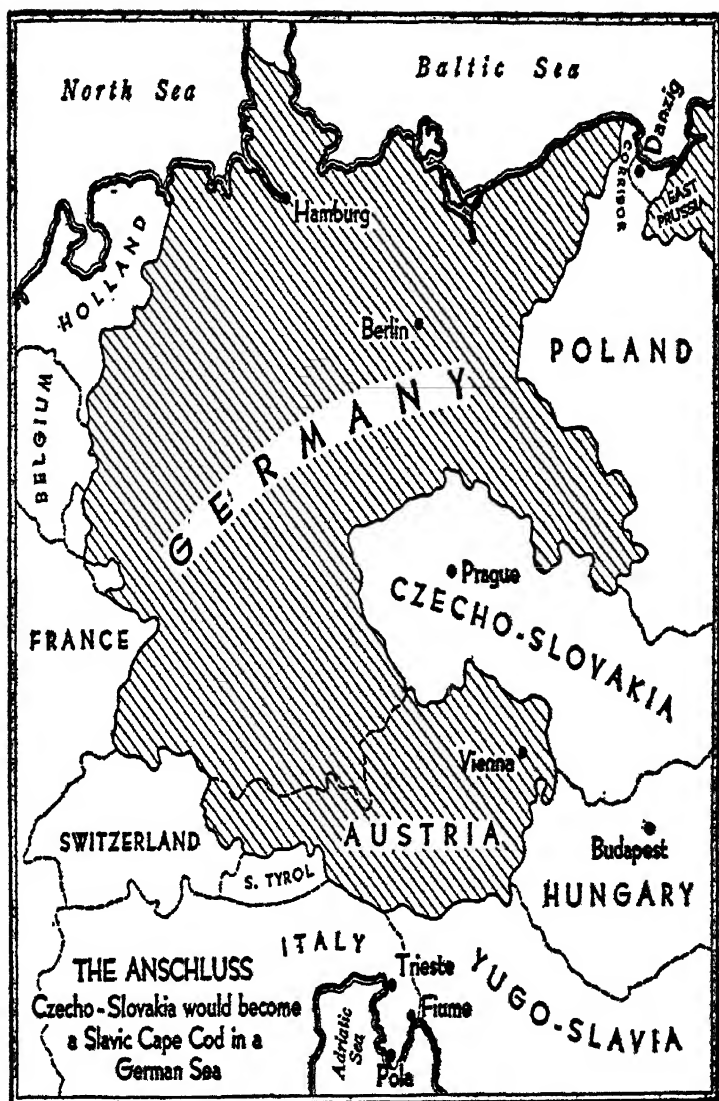 North Sea
Baltic Sea
Danzig
CORRIDOR
EAST PRUSSIA
Hamburg
HOLLAND
Berlin
POLAND
BELGIUM
GERMANY
Prague
CZECHO-SLOVAKIA
FRANCE
Vienna
SWITZERLAND
AUSTRIA
Budapest
S. TYROL
HUNGARY
ITALY
THE ANSCHLUSS
Czecho-Slovakia would become
a Slavic Cape Cod in a
German Sea
Trieste
Fiume
YUGO-SLAVIA
Adriatic
Sea
Pola